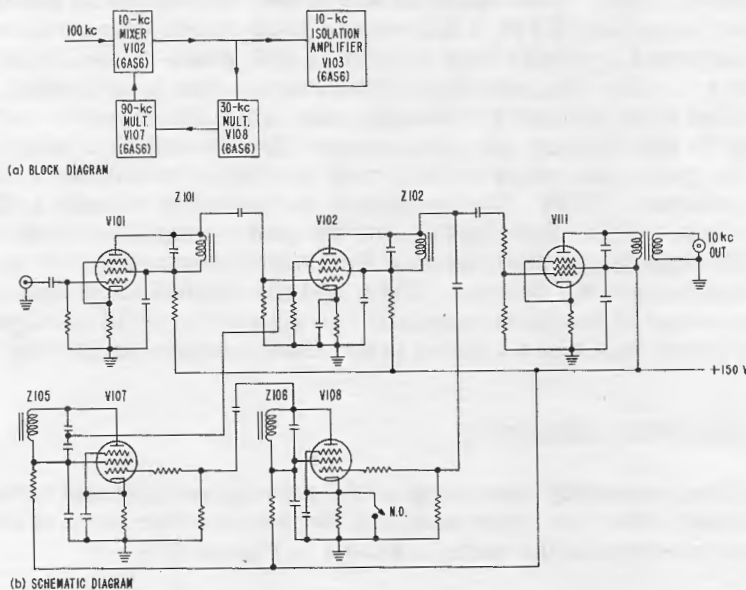 100 kc
10-kc
MIXER
V102
(6AS6)
10-kc
ISOLATION
AMPLIFIER
V103
(6AS6)
90-kc
MULT.
V107
(6AS6)
30-kc
NULT.
V108
(6AS6)
(a) BLOCK DIAGRAM
Z101
Z102
V101
V102
V111
10 kc
OUT
+150 V
Z105
V107
Z106
V108
N.O.
(b) SCHEMATIC DIAGRAM